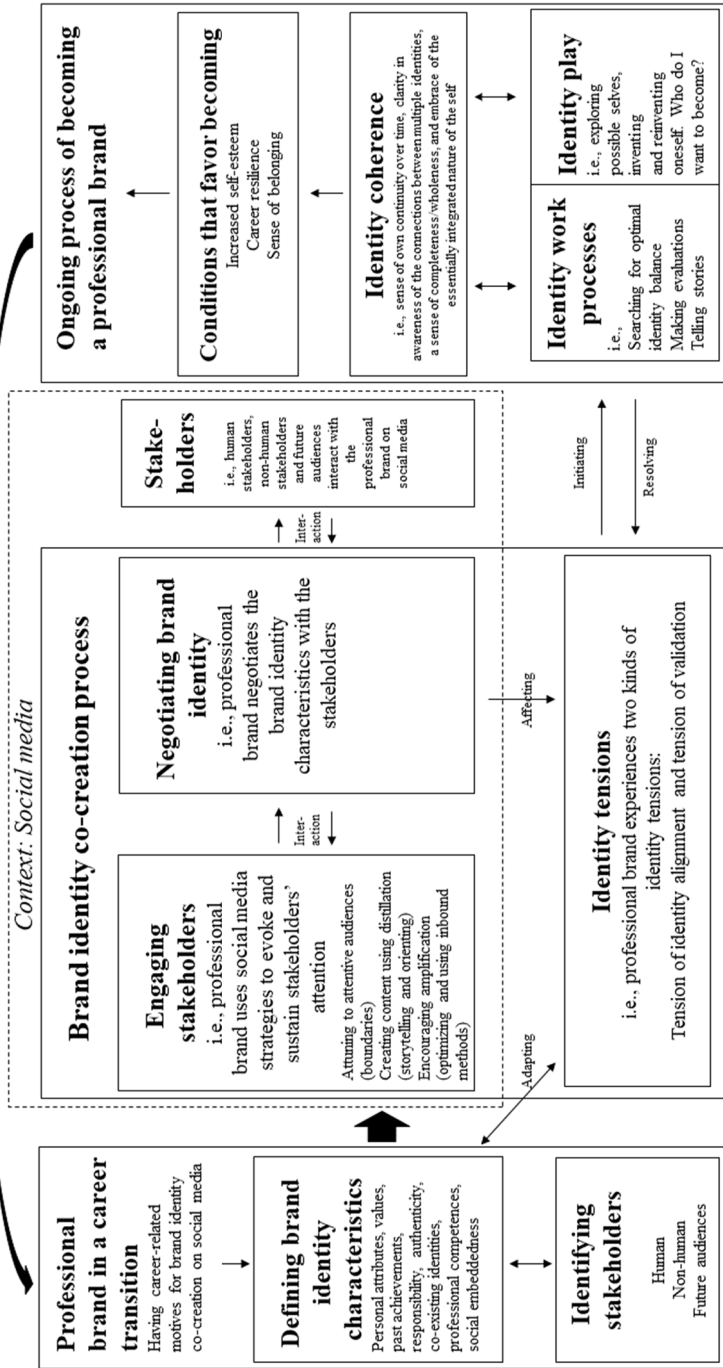 Professional
brand in a career
transition
Having career-related
motives for brand identity
co-creation on social media
Defining brand
identity
characteristics
Personal attributes, values,
past achievements,
responsibility, authenticity,
co-existing identities,
professional competences,
social embeddedness
Identifying
stakeholders
Human
Non-human
Future audiences
Context: Social media
Brand identity co-creation process
Engaging
stakeholders
i.e., professional
brand uses social media
strategies to evoke and
sustain stakeholders’
attention
Attuning to attentive audiences
(boundaries)
Creating content using distillation
(storytelling and orienting)
Encouraging amplification
(optimizing and using inbound
methods)
Inter-
action
Negotiating brand
identity
i.e., professional
brand negotiates the
brand identity
characteristics with the
stakeholders
Inter-
action
Stake-
holders
i.e., human
stakeholders,
non-human
stakeholders
and future
audiences
interact with
the
professional
brand on
social media
Adapting
Affecting
Identity tensions
i.e., professional brand experiences two kinds of
identity tensions:
Tension of identity alignment and tension of validation
Initiating
Resolving
Ongoing process of becoming
a professional brand
Conditions that favor becoming
Increased self-esteem
Career resilience
Sense of belonging
Identity coherence
i.e., sense of own continuity over time, clarity in
awareness of the connections between multiple identities,
a sense of completeness/wholeness, and embrace of the
essentially integrated nature of the self
Identity work
processes
i.e.,
Searching for optimal
identity balance
Making evaluations
Telling stories
Identity play
i.e., exploring
possible selves,
inventing
and reinventing
oneself. Who do I
want to become?